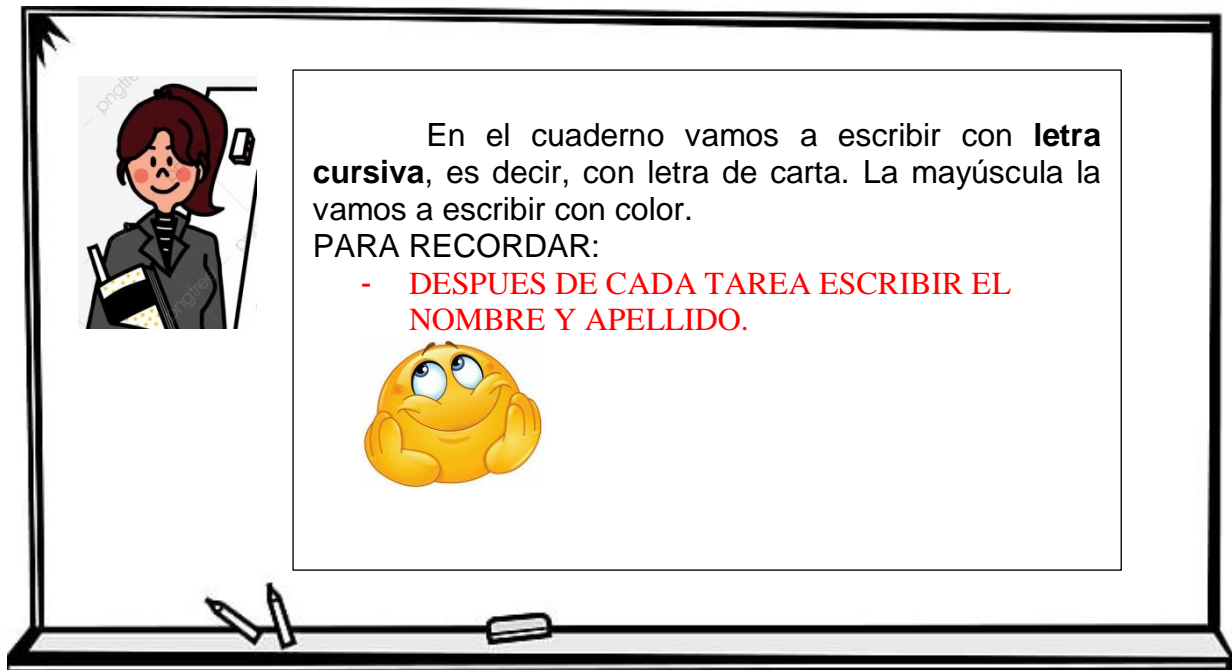 En el cuaderno vamos a escribir con letra
cursiva, es decir, con letra de carta. La mayúscula la
vamos a escribir con color.
PARA RECORDAR:
- DESPUES DE CADA TAREA ESCRIBIR EL
NOMBRE Y APELLIDO.